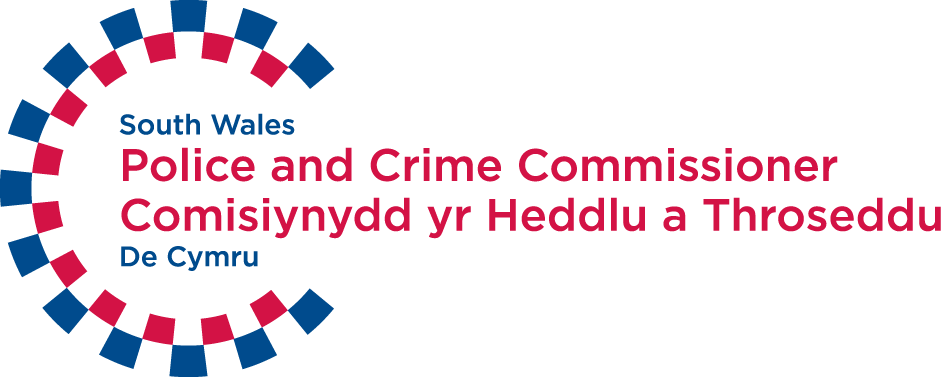 South Wales
Police and Crime Commissioner
Comisiynydd yr Heddlu a Throseddu
De Cymru